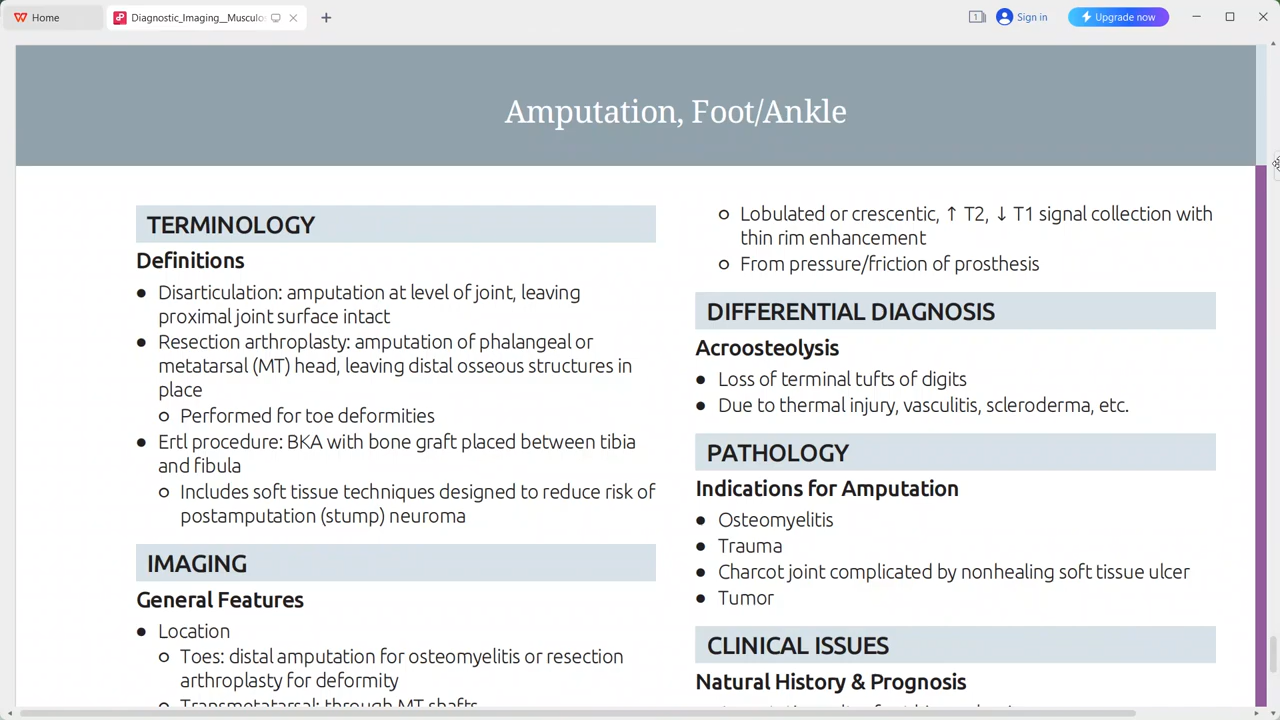 Home
Diagnostic_Imaging__Musculos
1
Sign in
Upgrade now
Amputation, Foot/Ankle
TERMINOLOGY
Definitions
● Disarticulation: amputation at level of joint, leaving
proximal joint surface intact
● Resection arthroplasty: amputation of phalangeal or
metatarsal (MT) head, leaving distal osseous structures in
place
○ Performed for toe deformities
● Ertl procedure: BKA with bone graft placed between tibia
and fibula
○ Includes soft tissue techniques designed to reduce risk of
postamputation (stump) neuroma
IMAGING
General Features
● Location
○ Toes: distal amputation for osteomyelitis or resection
arthroplasty for deformity
○ Transmetatarsal: through MT shafts
○ Lobulated or crescentic, ↑ T2, ↓ T1 signal collection with
thin rim enhancement
○ From pressure/friction of prosthesis
DIFFERENTIAL DIAGNOSIS
Acroosteolysis
● Loss of terminal tufts of digits
● Due to thermal injury, vasculitis, scleroderma, etc.
PATHOLOGY
Indications for Amputation
● Osteomyelitis
● Trauma
● Charcot joint complicated by nonhealing soft tissue ulcer
● Tumor
CLINICAL ISSUES
Natural History & Prognosis